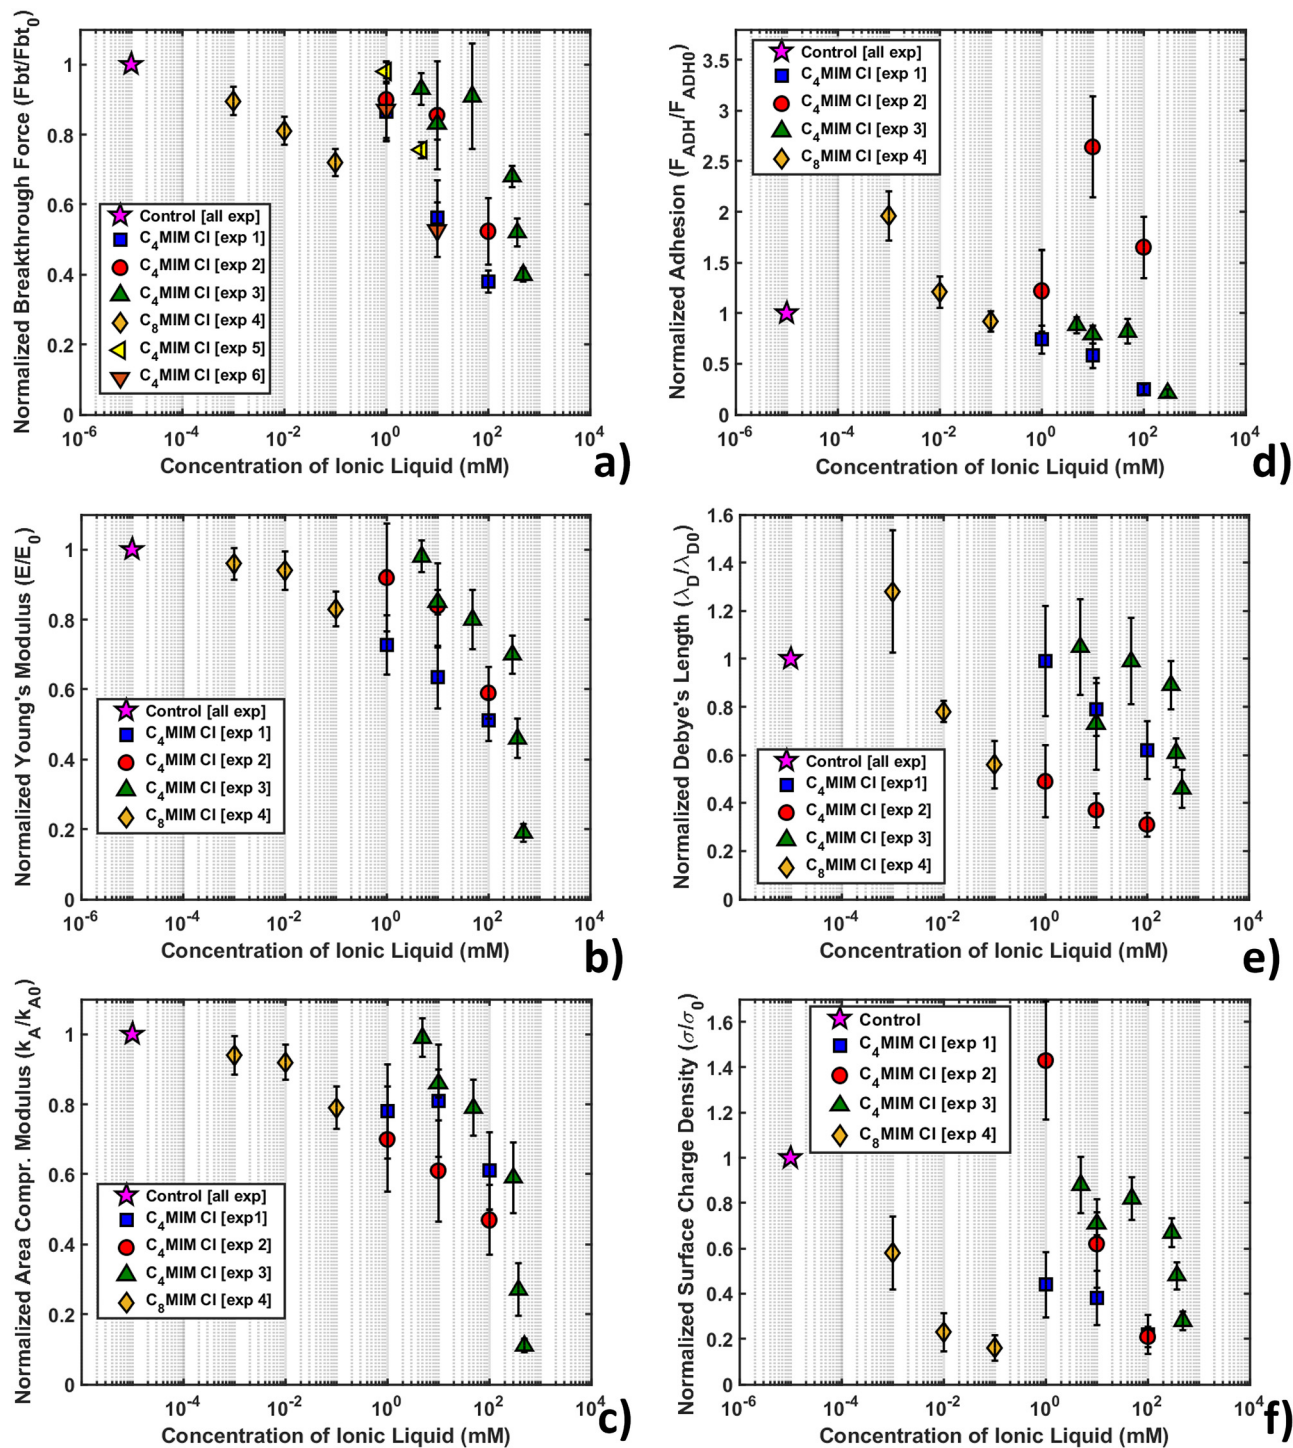 Normalized Breakthrough Force (Fbt/Fbt0)
1
0.8
0.6
0.4
0.2
0
Control [all exp]
C4MIM Cl [exp 1]
C4MIM Cl [exp 2]
C4MIM Cl [exp 3]
C8MIM Cl [exp 4]
C4MIM Cl [exp 5]
C4MIM Cl [exp 6]
10-6 10-4 10-2 100 102 104
Concentration of Ionic Liquid (mM)
a)
Normalized Adhesion (FADH/FADH0)
3.5
3
2.5
2
1.5
1
0.5
0
Control [all exp]
C4MIM Cl [exp 1]
C4MIM Cl [exp 2]
C4MIM Cl [exp 3]
C8MIM Cl [exp 4]
10-6 10-4 10-2 100 102 104
Concentration of Ionic Liquid (mM)
d)
Normalized Young's Modulus (E/E0)
1
0.8
0.6
0.4
0.2
0
Control [all exp]
C4MIM Cl [exp 1]
C4MIM Cl [exp 2]
C4MIM Cl [exp 3]
C8MIM Cl [exp 4]
10-6 10-4 10-2 100 102 104
Concentration of Ionic Liquid (mM)
b)
Normalized Debye's Length (λD/λD0)
1.6
1.4
1.2
1
0.8
0.6
0.4
0.2
0
Control [all exp]
C4MIM Cl [exp1]
C4MIM Cl [exp 2]
C4MIM Cl [exp 3]
C8MIM Cl [exp 4]
10-4 10-2 100 102 104
Concentration of Ionic Liquid (mM)
e)
Normalized Area Compr. Modulus (kA/kA0)
1
0.8
0.6
0.4
0.2
0
Control [all exp]
C4MIM Cl [exp1]
C4MIM Cl [exp 2]
C4MIM Cl [exp 3]
C8MIM Cl [exp 4]
10-6 10-4 10-2 100 102 104
Concentration of Ionic Liquid (mM)
c)
Normalized Surface Charge Density (σ/σ0)
1.6
1.4
1.2
1
0.8
0.6
0.4
0.2
0
Control
C4MIM Cl [exp 1]
C4MIM Cl [exp 2]
C4MIM Cl [exp 3]
C8MIM Cl [exp 4]
10-6 10-4 10-2 100 102 104
Concentration of Ionic Liquid (mM)
f)